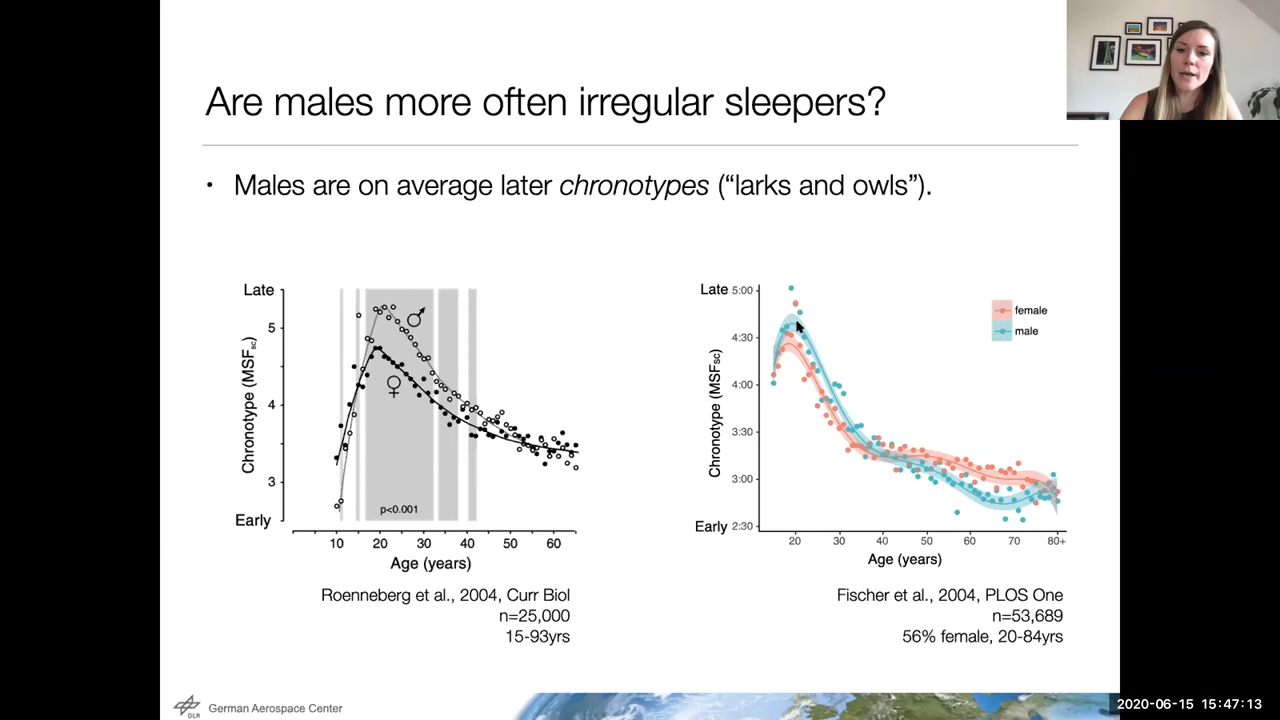 Are males more often irregular sleepers?
• Males are on average later chronotypes (“larks and owls”).
Late
5
4
3
Early
Chronotype (MSFsc)
♂
♀
p<0.001
10 20 30 40 50 60
Age (years)
Roenneberg et al., 2004, Curr Biol
n=25,000
15-93yrs
Late 5:00
4:30
4:00
3:30
3:00
Early 2:30
Chronotype (MSFsc)
female
male
20 30 40 50 60 70 80+
Age (years)
Fischer et al., 2004, PLOS One
n=53,689
56% female, 20-84yrs
DLR
German Aerospace Center
2020-06-15 15:47:13